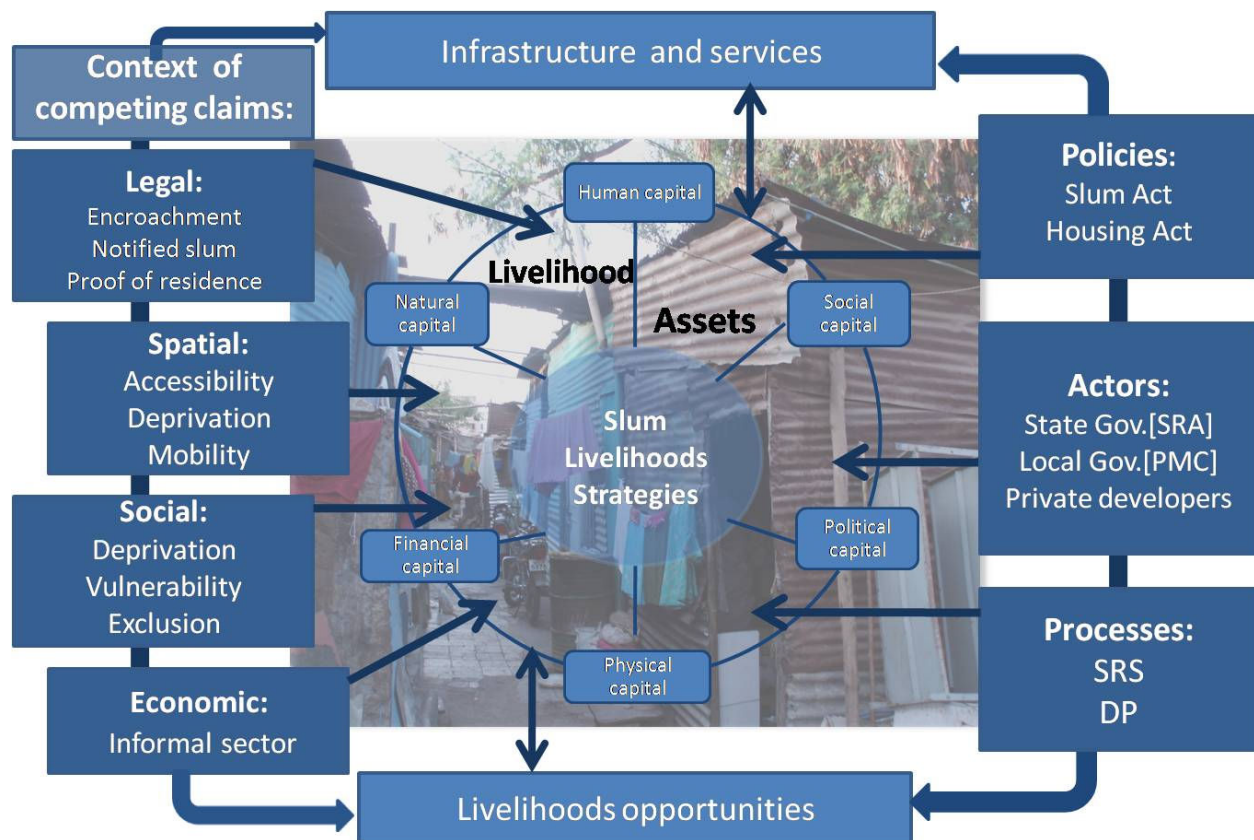 Infrastructure and services
Context of
competing claims:
Legal:
Encroachment
Notified slum
Proof of residence
Spatial:
Accessibility
Deprivation
Mobility
Social:
Deprivation
Vulnerability
Exclusion
Economic:
Informal sector
Human capital
Livelihood
Assets
Natural
capital
Social
capital
Slum
Livelihoods
Strategies
Financial
capital
Political
capital
Physical
capital
Policies:
Slum Act
Housing Act
Actors:
State Gov.[SRA]
Local Gov.[PMC]
Private developers
Processes:
SRS
DP
Livelihoods opportunities